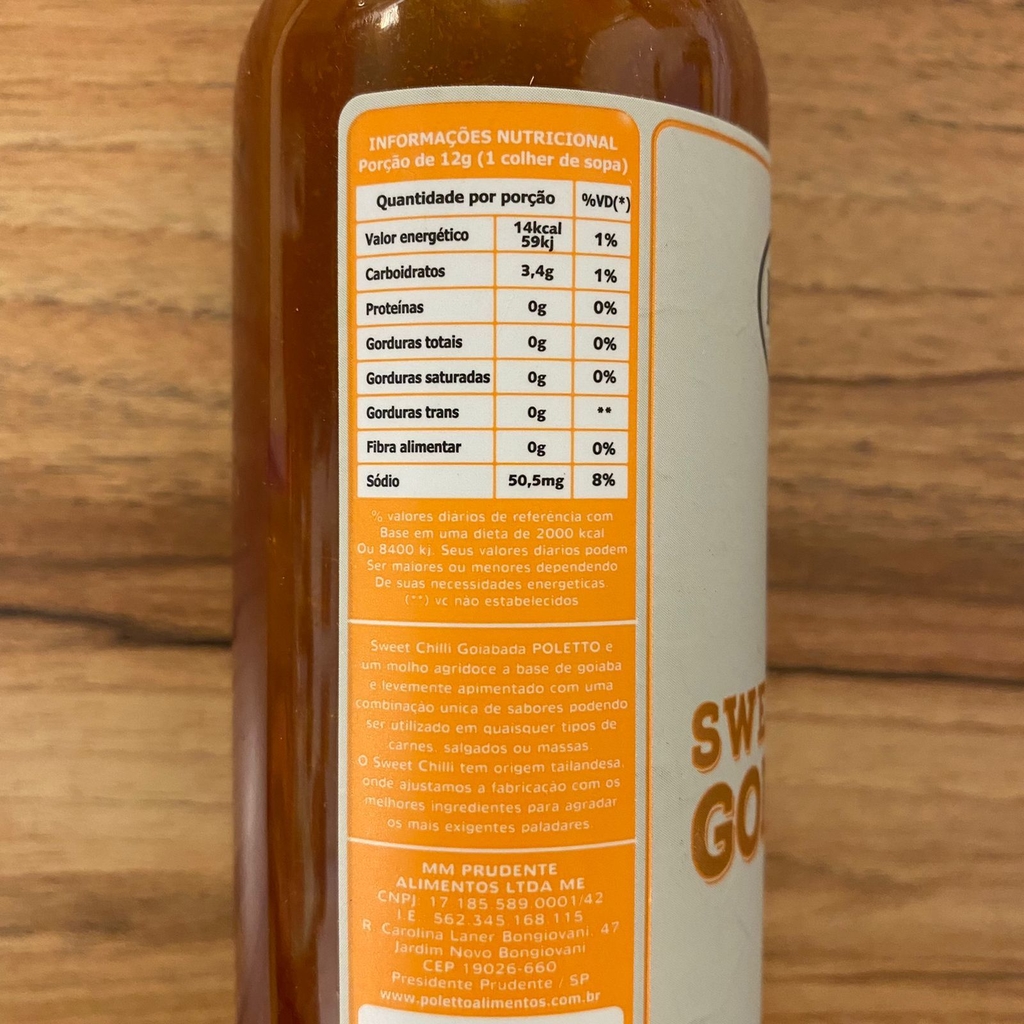 INFORMAÇÕES NUTRICIONAL
Porção de 12g (1 colher de sopa)
Quantidade por porção %VD(*)
Valor energético 14kcal 59kj 1%
Carboidratos 3,4g 1%
Proteínas 0g 0%
Gorduras totais 0g 0%
Gorduras saturadas 0g 0%
Gorduras trans 0g **
Fibra alimentar 0g 0%
Sódio 50,5mg 8%
% valores diários de referência com
Base em uma dieta de 2000 kcal
Ou 8400 kj. Seus valores diários podem
Ser maiores ou menores dependendo
De suas necessidades energeticas
(**) vc não estabelecidos
Sweet Chilli Goiabada POLETTO e
um molho agridoce a base de goiaba
e levemente apimentado com uma
combinação unica de sabores podendo
ser utilizado em quaisquer tipos de
carnes, salgados ou massas
O Sweet Chilli tem origem tailandesa,
onde ajustamos a fabricação com os
melhores ingredientes para agradar
os mais exigentes paladares
MM PRUDENTE
ALIMENTOS LTDA ME
CNPJ: 17 185 589 0001/42
I.E 562.345.168.115
R. Carolina Laner Bongiovani, 47
Jardim Novo Bongiovani
CEP 19026-660
Presidente Prudente / SP
www.polettoalimentos.com.br
SWE
GO